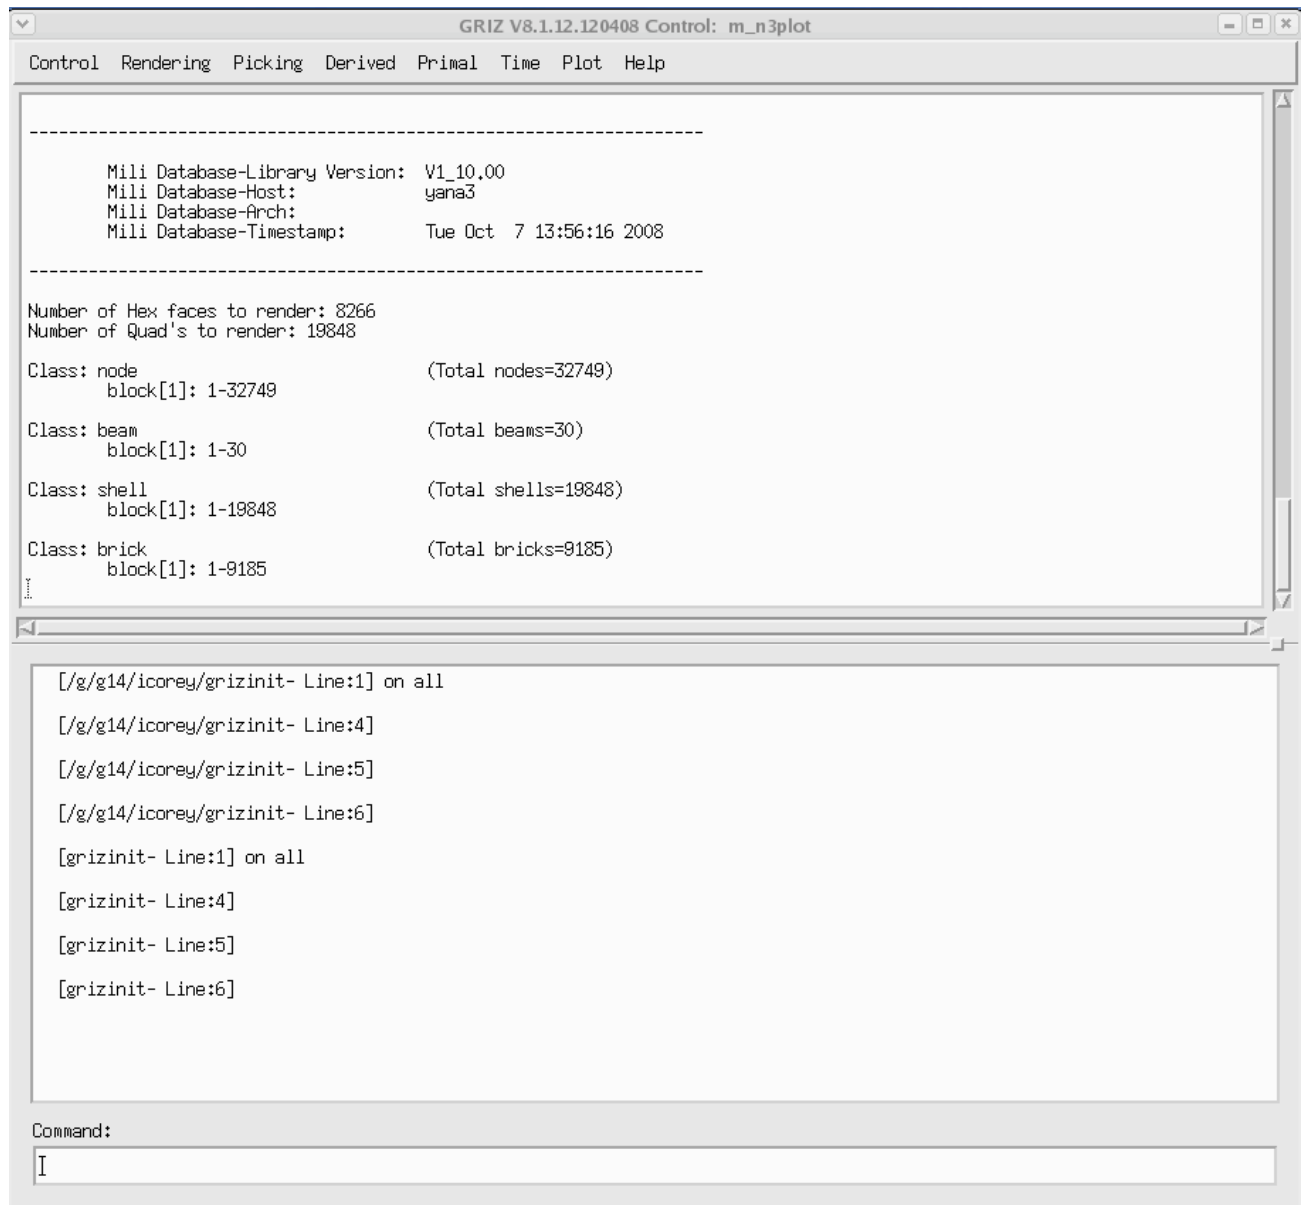 GRIZ V8.1.12.120408 Control: m_n3plot
Control Rendering Picking Derived Primal Time Plot Help
--------------------------------------------------------------------
Mili Database-Library Version: V1_10.00
Mili Database-Host: yana3
Mili Database-Arch:
Mili Database-Timestamp: Tue Oct 7 13:56:16 2008
--------------------------------------------------------------------
Number of Hex faces to render: 8266
Number of Quad's to render: 19848
Class: node (Total nodes=32749)
block[1]: 1-32749
Class: beam (Total beams=30)
block[1]: 1-30
Class: shell (Total shells=19848)
block[1]: 1-19848
Class: brick (Total bricks=9185)
block[1]: 1-9185
[/g/g14/icorey/grizinit- Line:1] on all
[/g/g14/icorey/grizinit- Line:4]
[/g/g14/icorey/grizinit- Line:5]
[/g/g14/icorey/grizinit- Line:6]
[grizinit- Line:1] on all
[grizinit- Line:4]
[grizinit- Line:5]
[grizinit- Line:6]
Command: